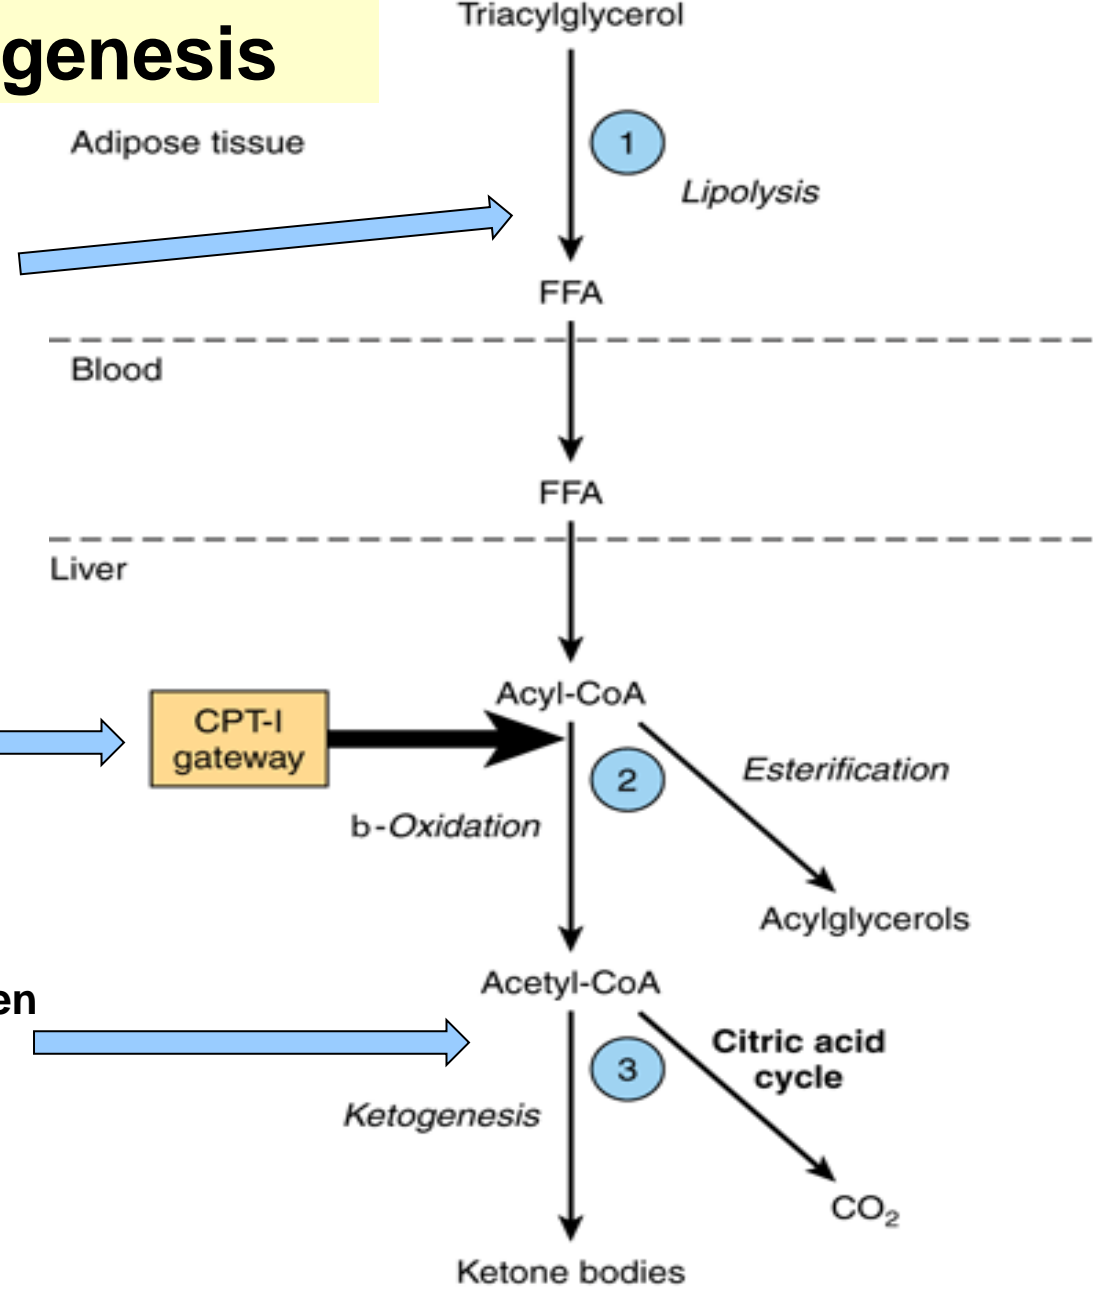 genesis
Triacylglycerol
Adipose tissue
1
Lipolysis
FFA
Blood
FFA
Liver
Acyl-CoA
CPT-I
gateway
2
Esterification
b-Oxidation
Acylglycerols
Acetyl-CoA
en
Citric acid
cycle
3
Ketogenesis
CO₂
Ketone bodies